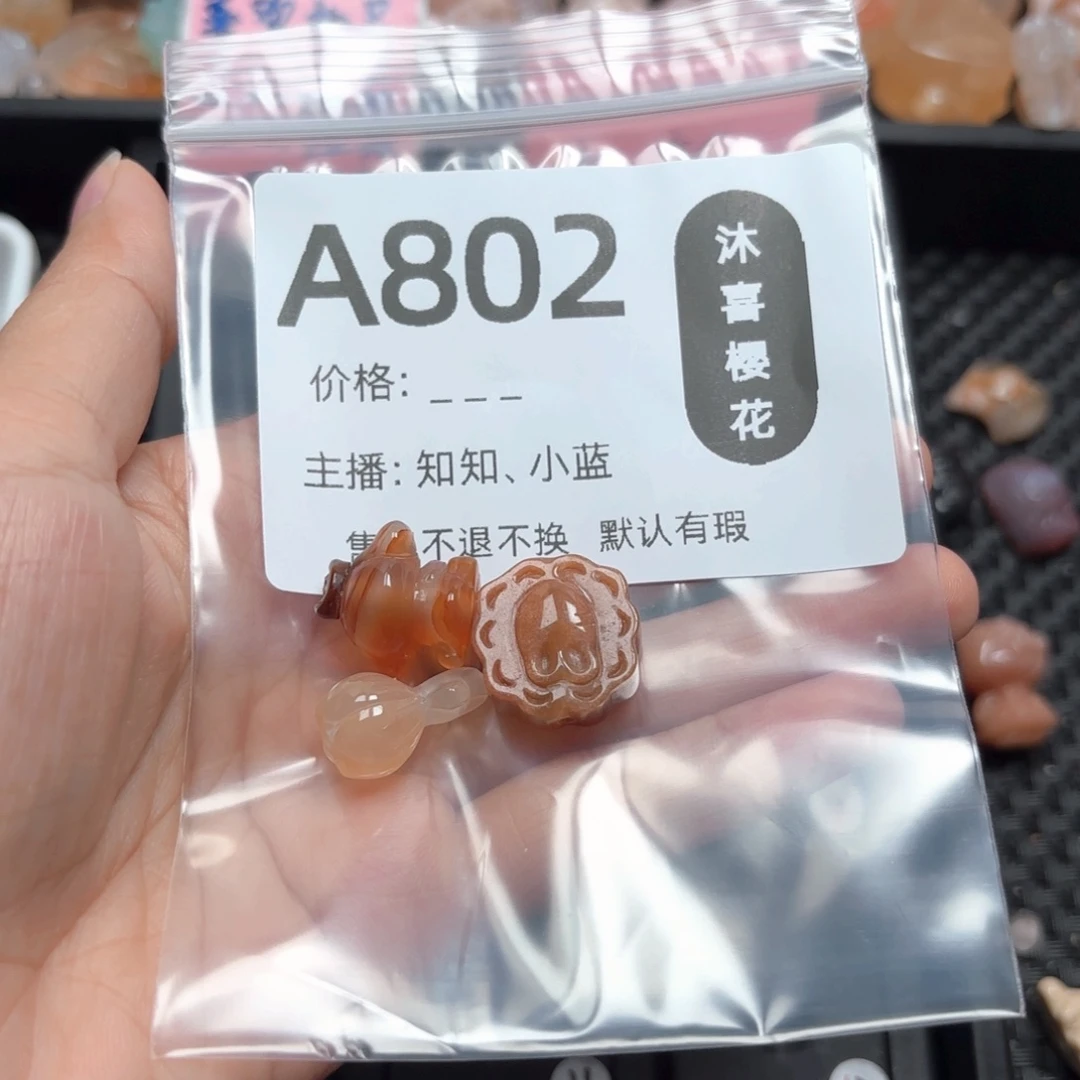 A802
价格: _ _ _
主播: 知知、小蓝
售 不退不换 默认有瑕
沐喜樱花